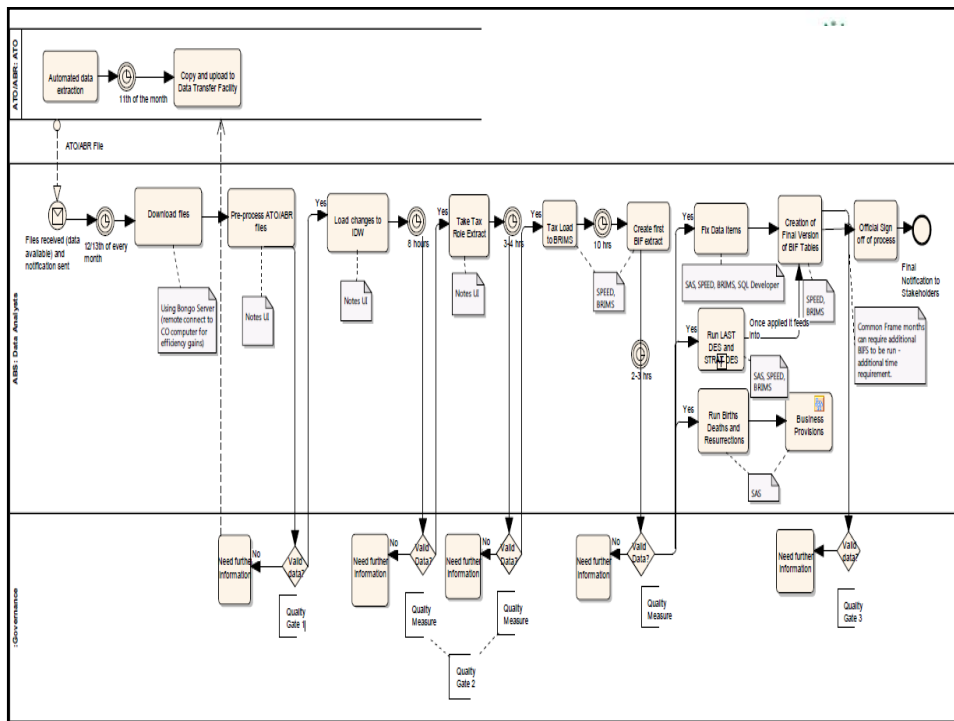 ATO/ABR: ATO
Automated data
extraction
11th of the month
Copy and upload to
Data Transfer Facility
ATO/ABR File
ABS : Data Analysts
Files received (data
available) and
notification sent
12/13th of every
month
Download files
Using Bongo Server
(remote connect to
CO computer for
efficiency gains)
Pre-process ATO/ABR
files
Notes UI
Yes
Load changes to
IDW
Notes UI
8 hours
Yes
Take Tax
Role Extract
Notes UI
3-4 hrs
Yes
Tax Load
to BRIMS
10 hrs
Create first
BIF extract
SPEED,
BRIMS
2-3 hrs
Yes
Fix Data Items
SAS, SPEED, BRIMS, SQL Developer
Creation of
Final Version
of BIF Tables
SPEED,
BRIMS
Official Sign
off of process
Final
Notification to
Stakeholders
Common Frame months
can require additional
BIFS to be run -
additional time
requirement.
Yes
Run LAST
DES and
STRAT DES
Once applied it feeds
into
SAS, SPEED,
BRIMS
Yes
Run Births
Deaths and
Resurrections
Business
Provisions
SAS
:Governance
Need further
information
No
Valid
data?
Quality
Gate 1
Need further
information
No
Valid
Data?
Quality
Measure
Need further
information
No
Valid
Data?
Quality
Measure
Quality
Gate 2
Need further
information
No
Valid
Data?
Quality
Measure
Need further
information
No
Valid
data?
Quality
Gate 3